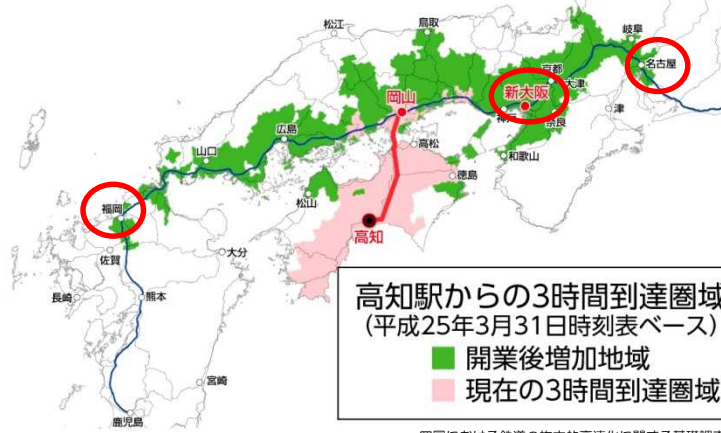 松江
鳥取
岐阜
名古屋
京都
大津
岡山
新大阪
神戸
奈良
津
広島
高松
和歌山
山口
徳島
松山
高知
福岡
佐賀
大分
長崎
熊本
宮崎
鹿児島
高知駅からの3時間到達圏域
(平成25年3月31日時刻表ベース)
開業後増加地域
現在の3時間到達圏域